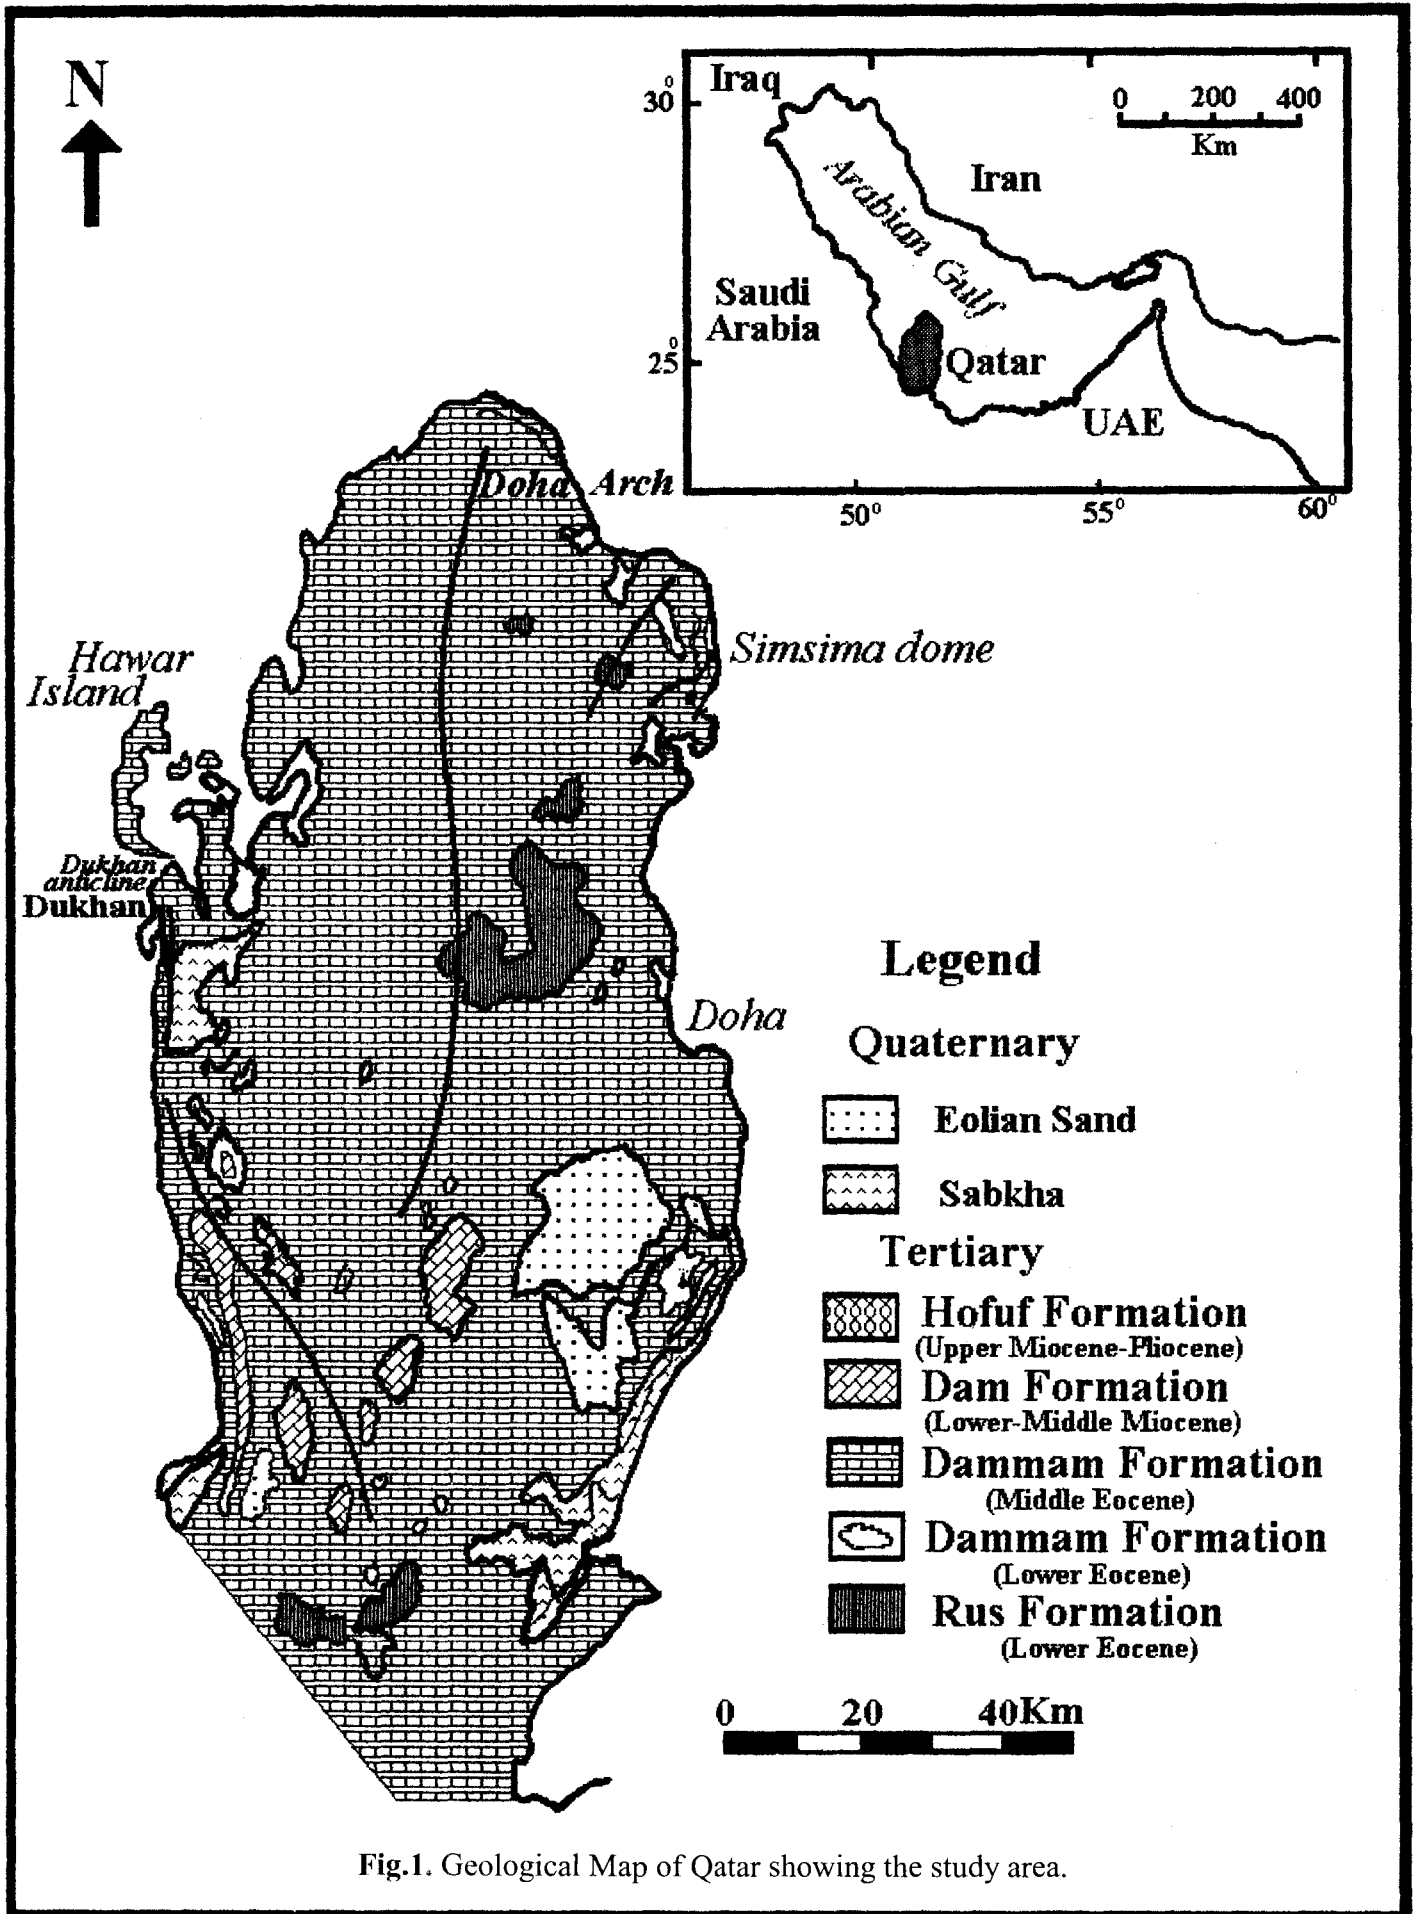 N
Iraq
30°
0 200 400
Km
Iran
Arabian Gulf
Saudi
Arabia
25°
Qatar
UAE
50° 55° 60°
Doha Arch
Hawar
Island
Simsima dome
Dukhan
anticline
Dukhan
Doha
Legend
Quaternary
Eolian Sand
Sabkha
Tertiary
Hofuf Formation
(Upper Miocene-Pliocene)
Dam Formation
(Lower-Middle Miocene)
Dammam Formation
(Middle Eocene)
Dammam Formation
(Lower Eocene)
Rus Formation
(Lower Eocene)
0 20 40Km
Fig.1. Geological Map of Qatar showing the study area.